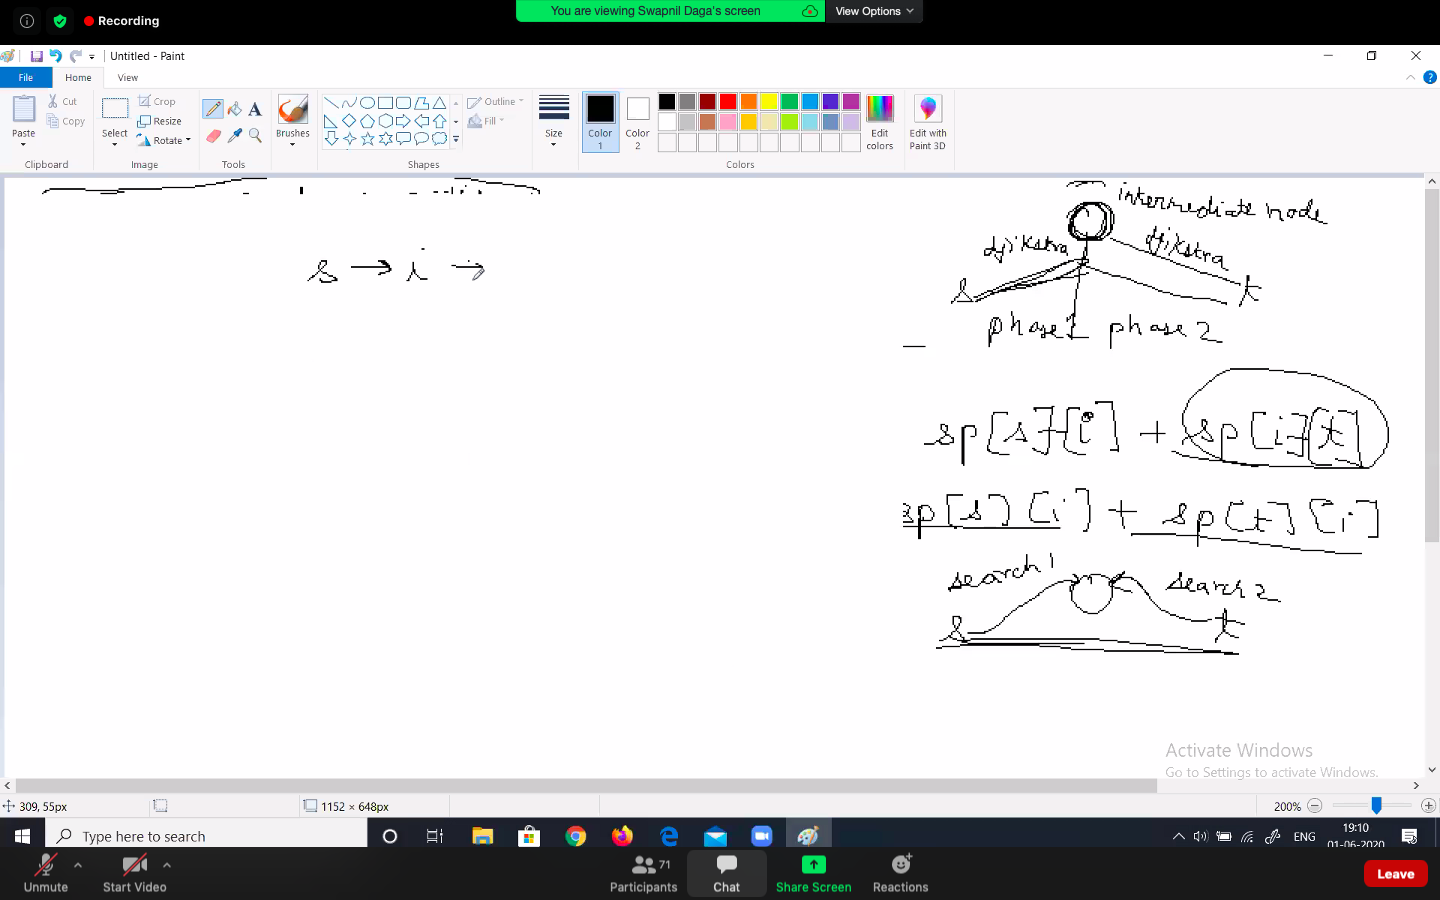 Recording
You are viewing Swapnil Daga's screen
View Options
Untitled - Paint
File
Home
View
Paste
Cut
Copy
Clipboard
Select
Crop
Resize
Rotate
Image
A
Tools
Brushes
Shapes
Outline
Fill
Size
Color 1
Color 2
Edit colors
Colors
Edit with Paint 3D
s → i →
intermediate node
djikstra
djikstra
s
t
phase 1 phase 2
sp[s][i] + sp[i][t]
sp[s][i] + sp[t][i]
search 1
search 2
s
t
Activate Windows
Go to Settings to activate Windows.
309, 55px
1152 × 648px
200%
Type here to search
ENG
19:10
01-06-2020
Unmute
Start Video
71
Participants
Chat
Share Screen
Reactions
Leave